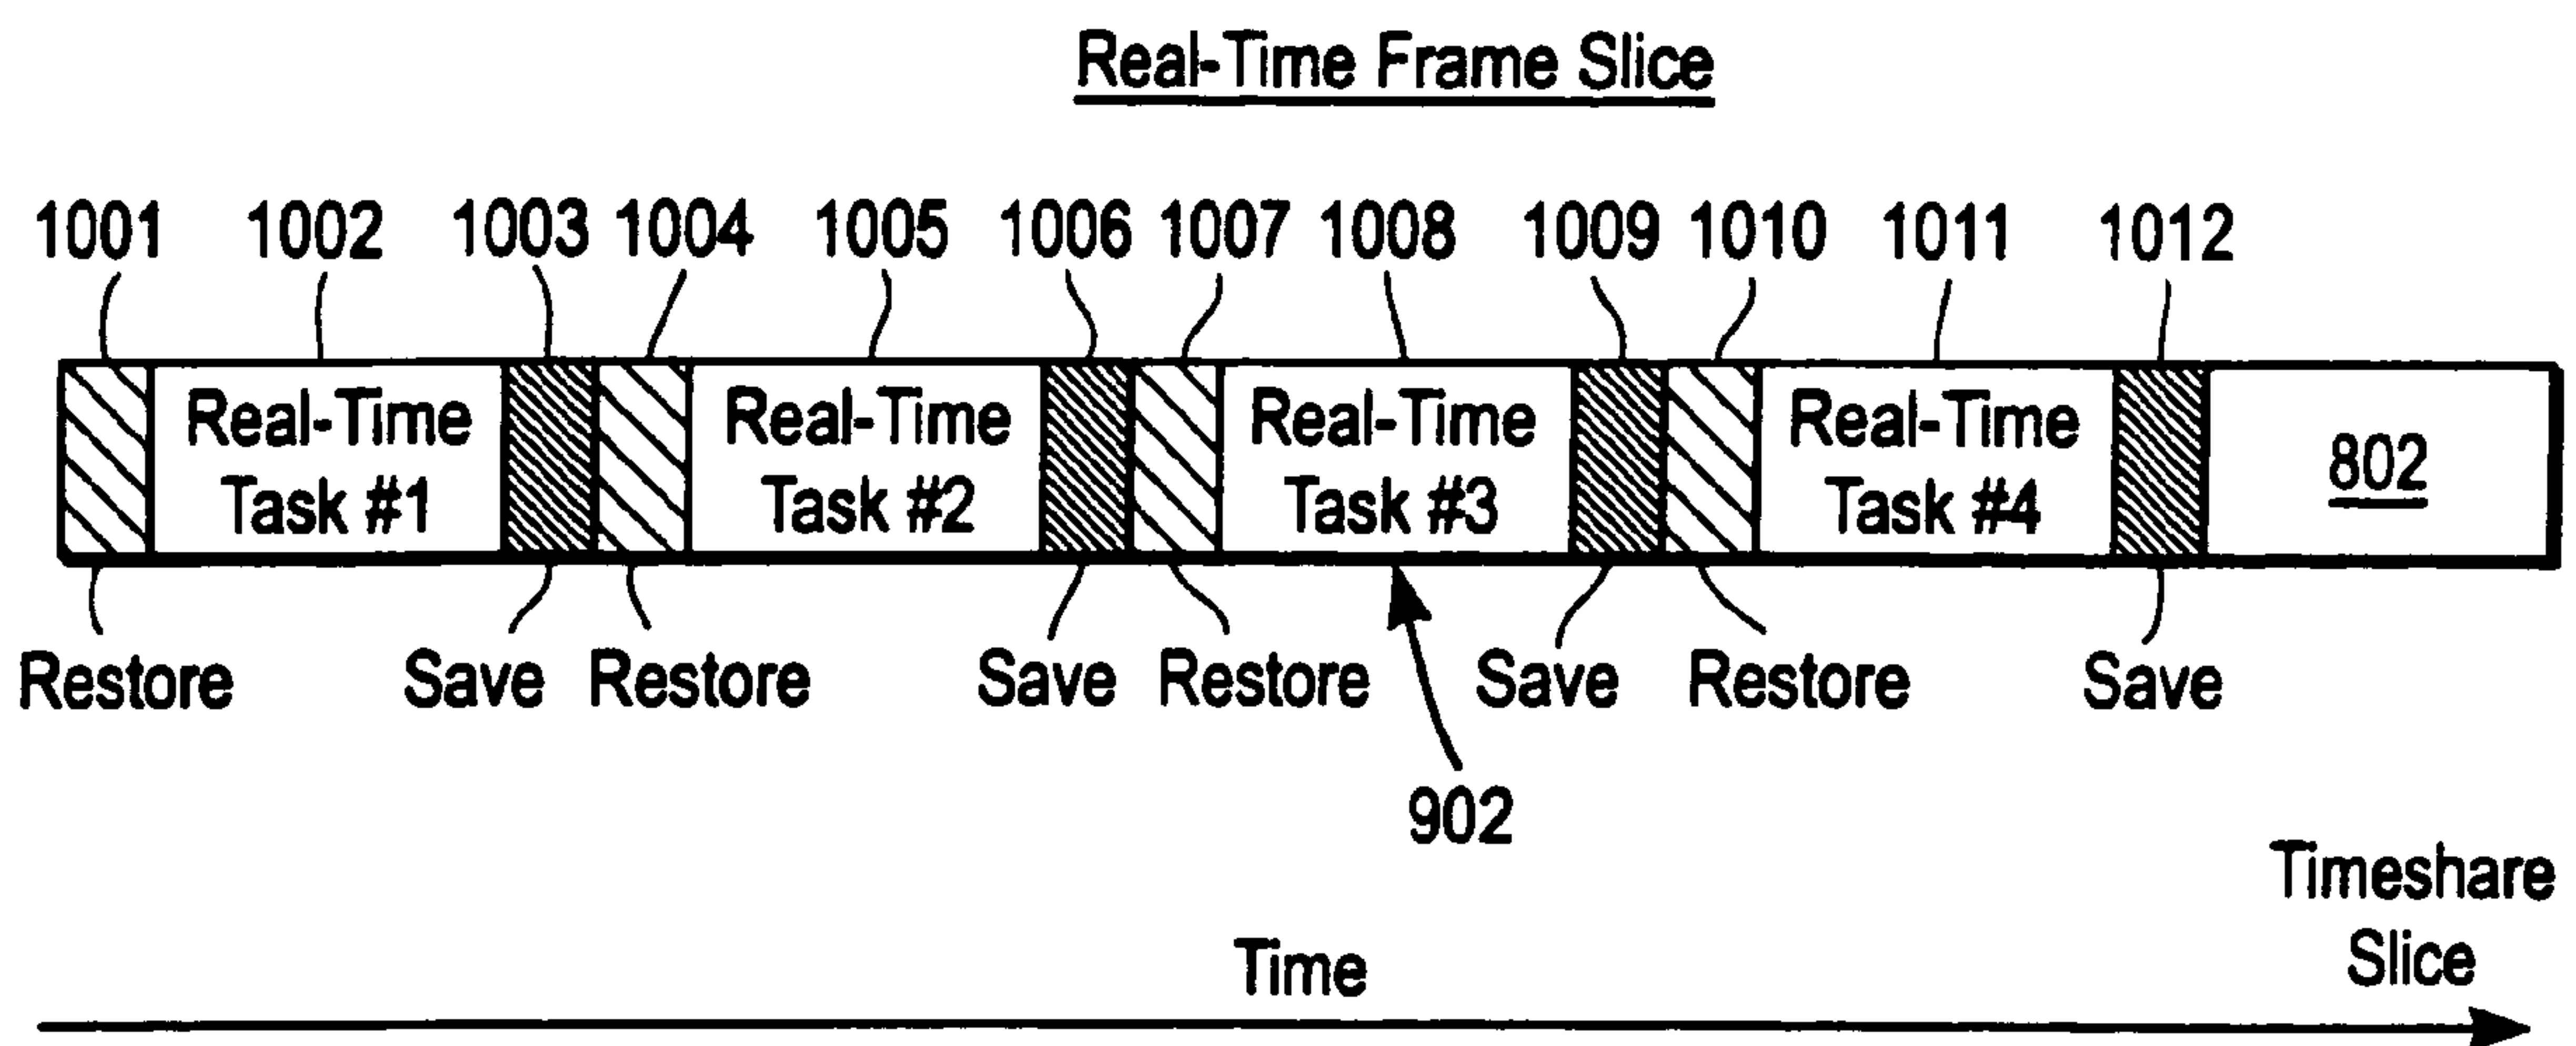 Real-Time Frame Slice
1001 1002 1003 1004 1005 1006 1007 1008 1009 1010 1011 1012
Real-Time Real-Time Real-Time Real-Time
Task #1 Task #2 Task #3 Task #4
802
Restore Save Restore Save Restore Save Restore Save
902
Timeshare
Slice
Time